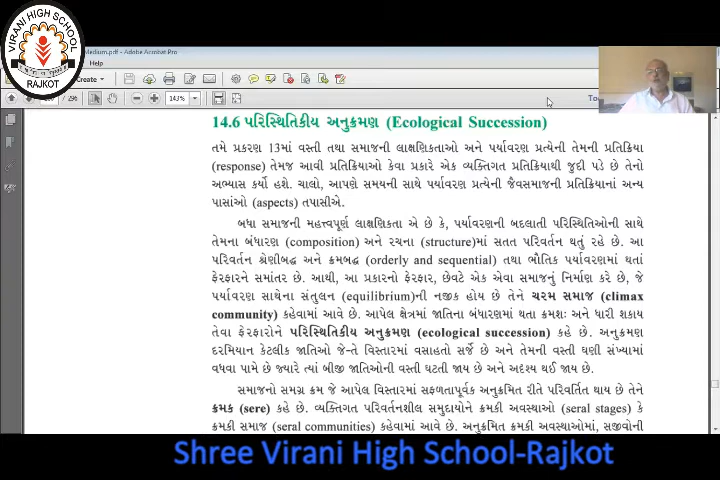 VIRANI HIGH SCHOOL
RAJKOT
Medium.pdf - Adobe Acrobat Pro
Help
Create
/ 296
143%
14.6 પરિસ્થિતિકીય અનુક્રમણ (Ecological Succession)
તમે પ્રકરણ 13માં વસ્તી તથા સમાજની લાક્ષણિકતાઓ અને પર્યાવરણ પ્રત્યેની તેમની પ્રતિક્રિયા
(response) તેમજ આવી પ્રતિક્રિયાઓ કેવા પ્રકારે એક વ્યક્તિગત પ્રતિક્રિયાથી જુદી પડે છે તેનો
અભ્યાસ કર્યો હશે. ચાલો, આપણે સમયની સાથે પર્યાવરણ પ્રત્યેની જૈવસમાજની પ્રતિક્રિયાનાં અન્ય
પાસાંઓ (aspects) તપાસીએ.
બધા સમાજની મહત્ત્વપૂર્ણ લાક્ષણિકતા એ છે કે, પર્યાવરણની બદલાતી પરિસ્થિતિઓની સાથે
તેમના બંધારણ (composition) અને રચના (structure)માં સતત પરિવર્તન થતું રહે છે. આ
પરિવર્તન શ્રેણીબદ્ધ અને ક્રમબદ્ધ (orderly and sequential) તથા ભૌતિક પર્યાવરણમાં થતાં
ફેરફારને સમાંતર છે. આથી, આ પ્રકારનો ફેરફાર, છેવટે એક એવા સમાજનું નિર્માણ કરે છે, જે
પર્યાવરણ સાથેના સંતુલન (equilibrium)ની નજીક હોય છે તેને ચરમ સમાજ (climax
community) કહેવામાં આવે છે. આપેલ ક્ષેત્રમાં જાતિના બંધારણમાં થતા ક્રમશઃ અને ધારી શકાય
તેવા ફેરફારોને પરિસ્થિતિકીય અનુક્રમણ (ecological succession) કહે છે. અનુક્રમણ
દરમિયાન કેટલીક જાતિઓ જે-તે વિસ્તારમાં વસાહતો સર્જે છે અને તેમની વસ્તી ઘણી સંખ્યામાં
વધવા પામે છે જ્યારે ત્યાં બીજી જાતિઓની વસ્તી ઘટતી જાય છે અને અદૃશ્ય થઈ જાય છે.
સમાજનો સમગ્ર ક્રમ જે આપેલ વિસ્તારમાં સફળતાપૂર્વક અનુક્રમિત રીતે પરિવર્તિત થાય છે તેને
ક્રમક (sere) કહે છે. વ્યક્તિગત પરિવર્તનશીલ સમુદાયોને ક્રમકી અવસ્થાઓ (seral stages) કે
ક્રમકી સમાજ (seral communities) કહેવામાં આવે છે. અનુક્રમિત ક્રમકી અવસ્થાઓમાં, સજીવોની
Shree Virani High School-Rajkot